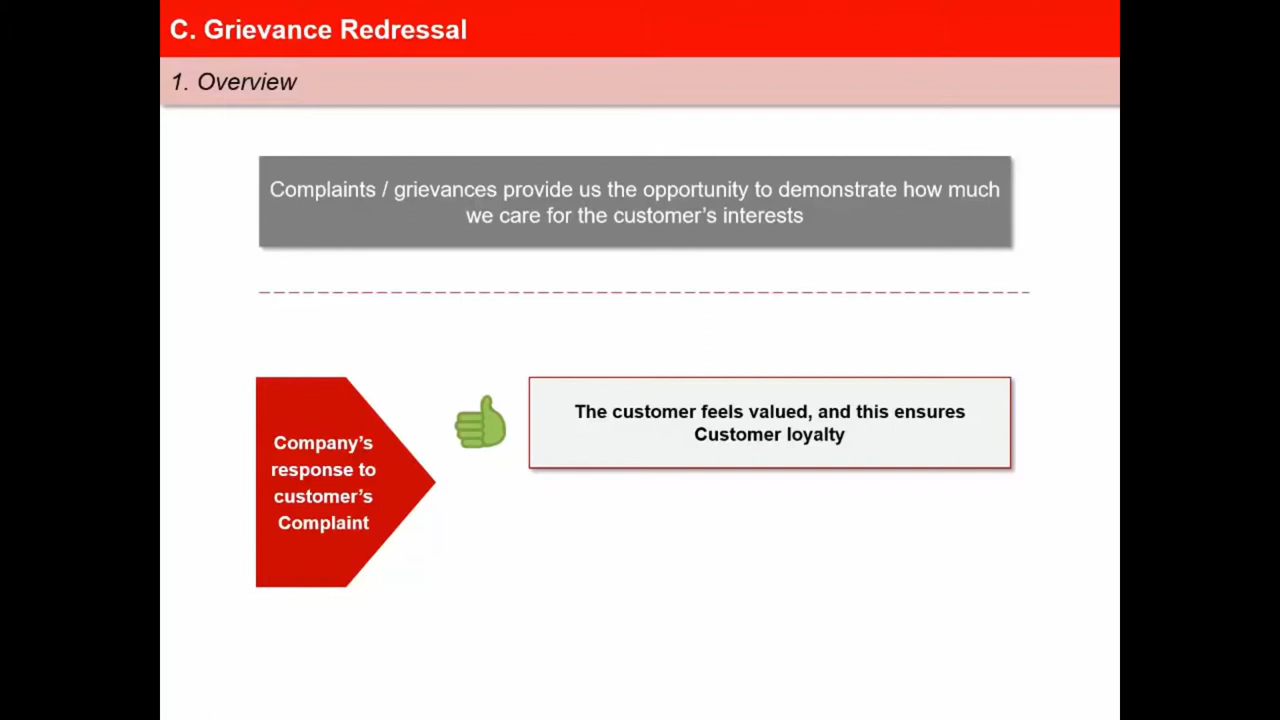 C. Grievance Redressal
1. Overview
Complaints / grievances provide us the opportunity to demonstrate how much
we care for the customer’s interests
Company’s
response to
customer’s
Complaint
The customer feels valued, and this ensures
Customer loyalty